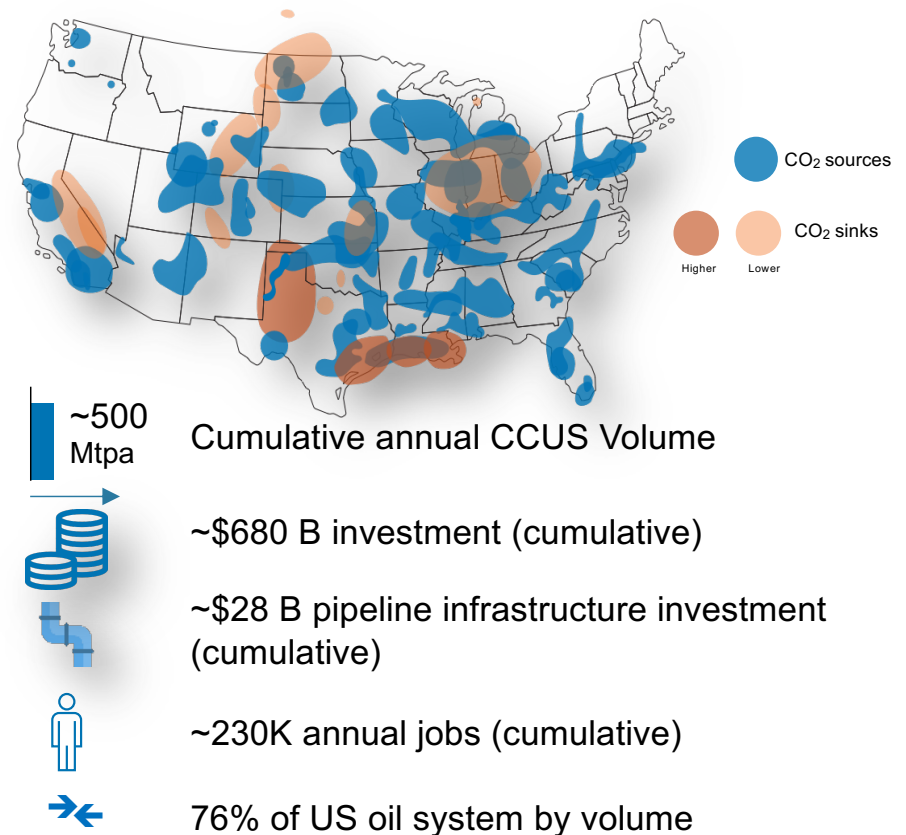 CO₂ sources
CO₂ sinks
Higher
Lower
~500
Mtpa
Cumulative annual CCUS Volume
~$680 B investment (cumulative)
~$28 B pipeline infrastructure investment
(cumulative)
~230K annual jobs (cumulative)
76% of US oil system by volume